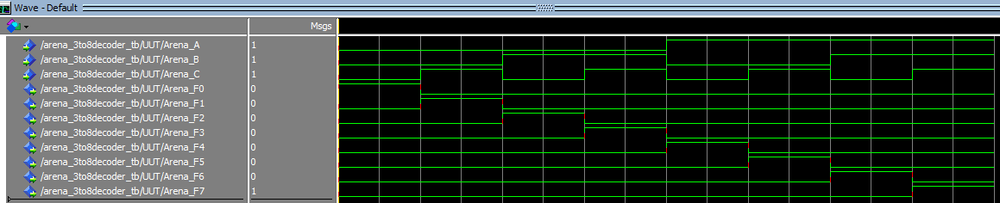 Wave - Default
Msgs
/arena_3to8decoder_tb/UUT/Arena_A 1
/arena_3to8decoder_tb/UUT/Arena_B 1
/arena_3to8decoder_tb/UUT/Arena_C 1
/arena_3to8decoder_tb/UUT/Arena_F0 0
/arena_3to8decoder_tb/UUT/Arena_F1 0
/arena_3to8decoder_tb/UUT/Arena_F2 0
/arena_3to8decoder_tb/UUT/Arena_F3 0
/arena_3to8decoder_tb/UUT/Arena_F4 0
/arena_3to8decoder_tb/UUT/Arena_F5 0
/arena_3to8decoder_tb/UUT/Arena_F6 0
/arena_3to8decoder_tb/UUT/Arena_F7 1